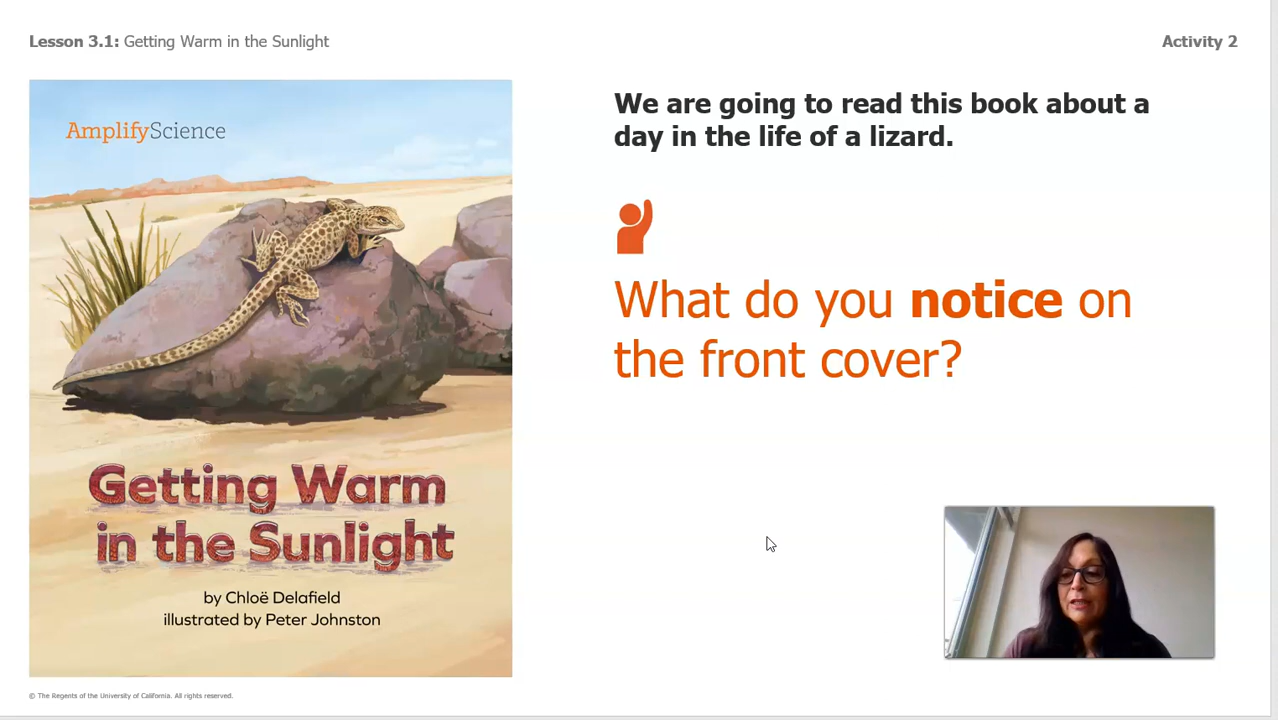 Lesson 3.1: Getting Warm in the Sunlight
Activity 2
AmplifyScience
Getting Warm
in the Sunlight
by Chloë Delafield
illustrated by Peter Johnston
We are going to read this book about a
day in the life of a lizard.
What do you notice on
the front cover?
© The Regents of the University of California. All rights reserved.